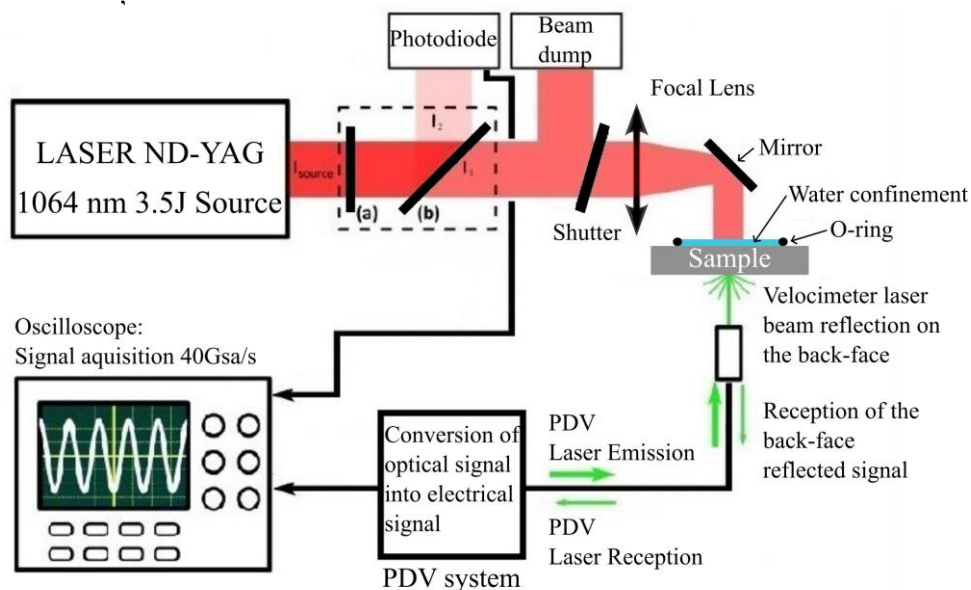 Photodiode
Beam
dump
Focal Lens
LASER ND-YAG
1064 nm 3.5J Source
I source
I₂
I₁
(a)
(b)
Shutter
Mirror
Water confinement
O-ring
Sample
Velocimeter laser
beam reflection on
the back-face
Oscilloscope:
Signal aquisition 40Gsa/s
Conversion of
optical signal
into electrical
signal
PDV system
PDV
Laser Emission
PDV
Laser Reception
Reception of the
back-face
reflected signal